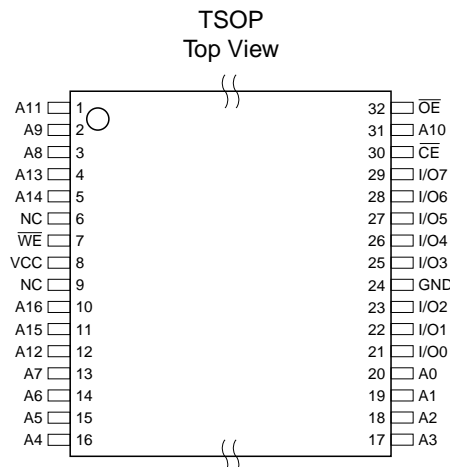 TSOP
Top View
A11 1 32 O̅E̅
A9 2 31 A10
A8 3 30 C̅E̅
A13 4 29 I/O7
A14 5 28 I/O6
NC 6 27 I/O5
W̅E̅ 7 26 I/O4
VCC 8 25 I/O3
NC 9 24 GND
A16 10 23 I/O2
A15 11 22 I/O1
A12 12 21 I/O0
A7 13 20 A0
A6 14 19 A1
A5 15 18 A2
A4 16 17 A3